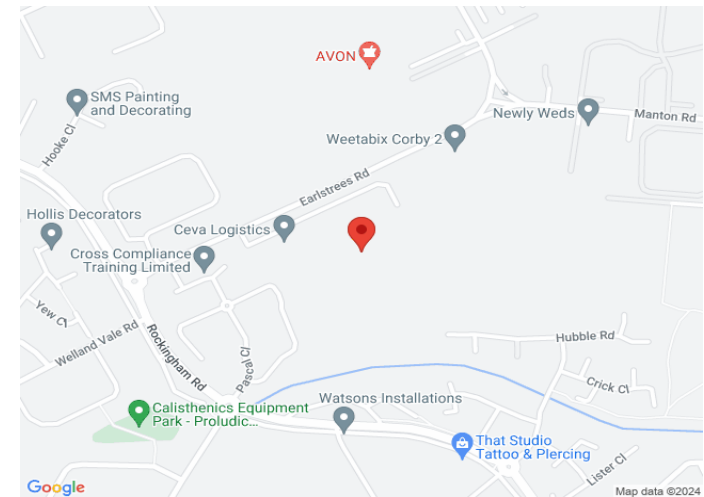 AVON
SMS Painting
and Decorating
Newly Weds
Manton Rd
Weetabix Corby 2
Hooke Cl
Earlstrees Rd
Hollis Decorators
Ceva Logistics
Cross Compliance
Training Limited
Yew Cl
Welland Vale Rd
Rockingham Rd
Pascal Cl
Hubble Rd
Crick Cl
Calisthenics Equipment
Park - Proludic...
Watsons Installations
That Studio
Tattoo & Piercing
Lister Cl
Google
Map data ©2024